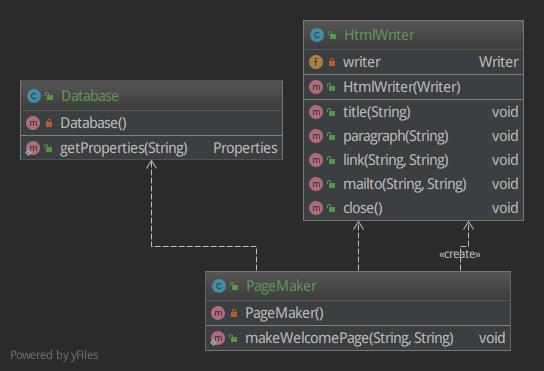 HtmlWriter
writer Writer
HtmlWriter(Writer)
title(String) void
paragraph(String) void
link(String, String) void
mailto(String, String) void
close() void
Database
Database()
getProperties(String) Properties
«create»
PageMaker
PageMaker()
makeWelcomePage(String, String) void
Powered by yFiles